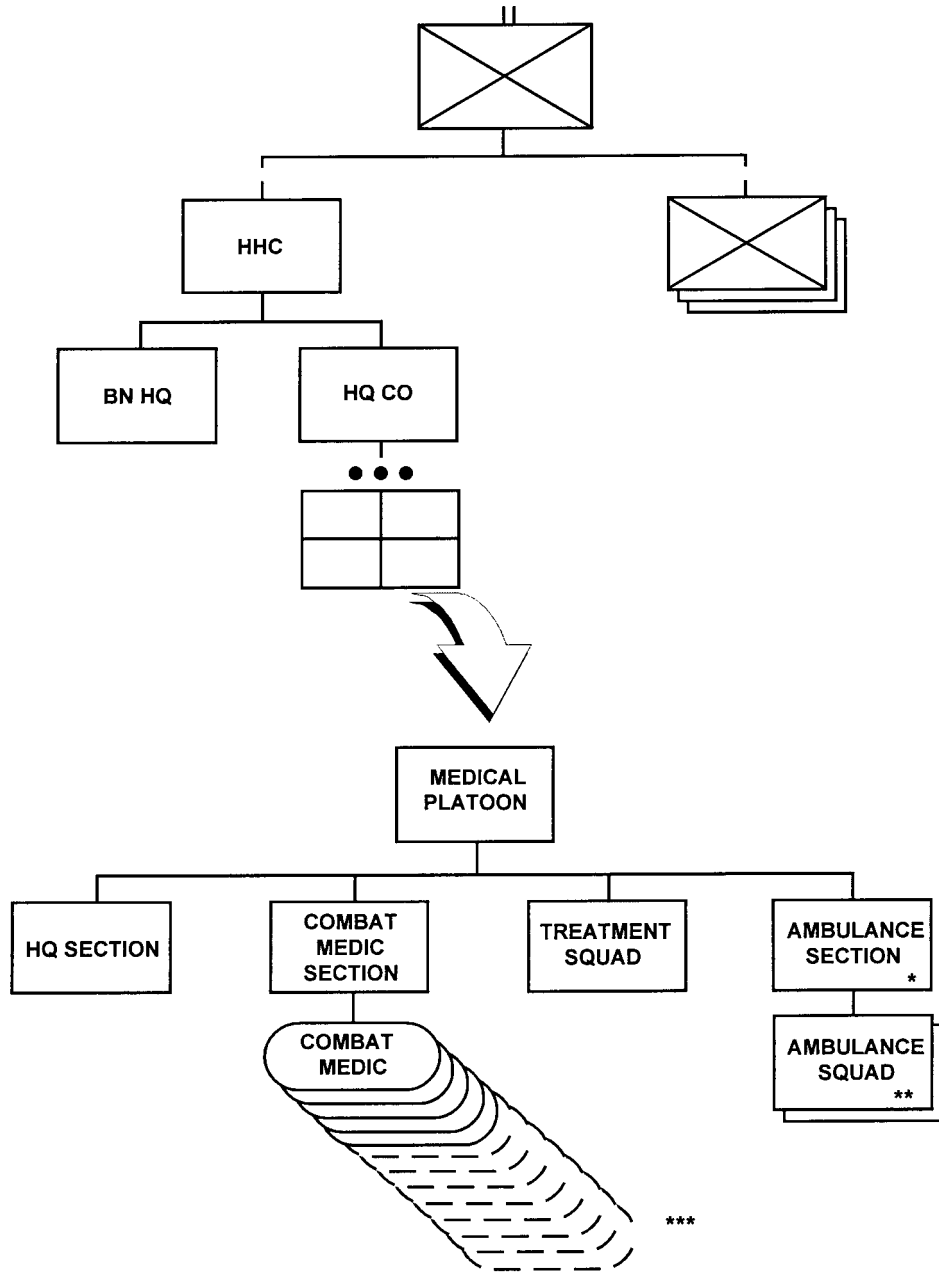 HHC
BN HQ
HQ CO
MEDICAL
PLATOON
HQ SECTION
COMBAT
MEDIC
SECTION
TREATMENT
SQUAD
AMBULANCE
SECTION
*
COMBAT
MEDIC
AMBULANCE
SQUAD
**
***